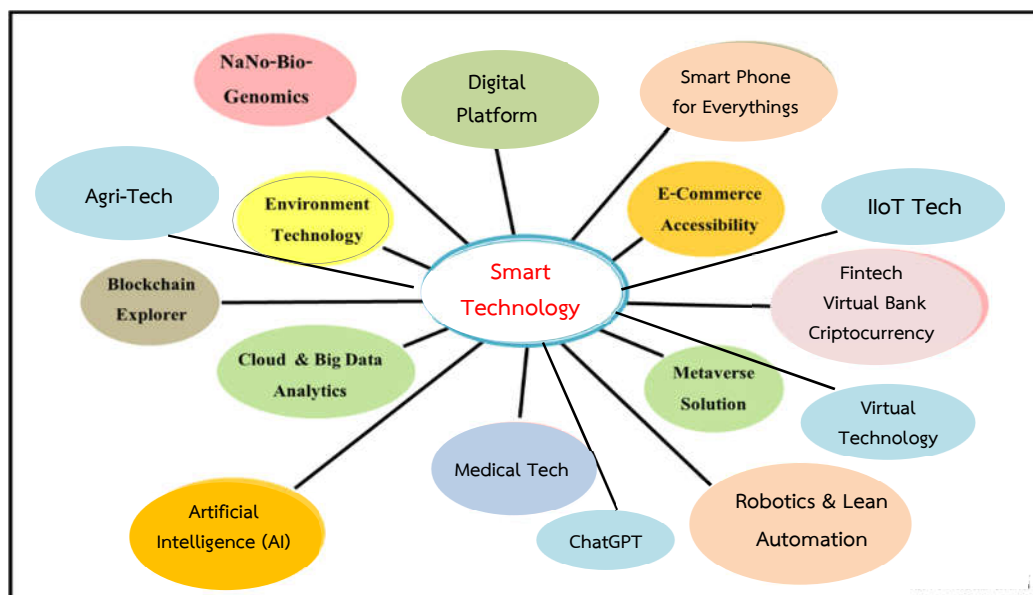 NaNo-Bio-
Genomics
Digital
Platform
Smart Phone
for Everythings
Agri-Tech
Environment
Technology
E-Commerce
Accessibility
IIoT Tech
Smart
Technology
Blockchain
Explorer
Fintech
Virtual Bank
Criptocurrency
Cloud & Big Data
Analytics
Metaverse
Solution
Virtual
Technology
Medical Tech
Artificial
Intelligence (AI)
ChatGPT
Robotics & Lean
Automation